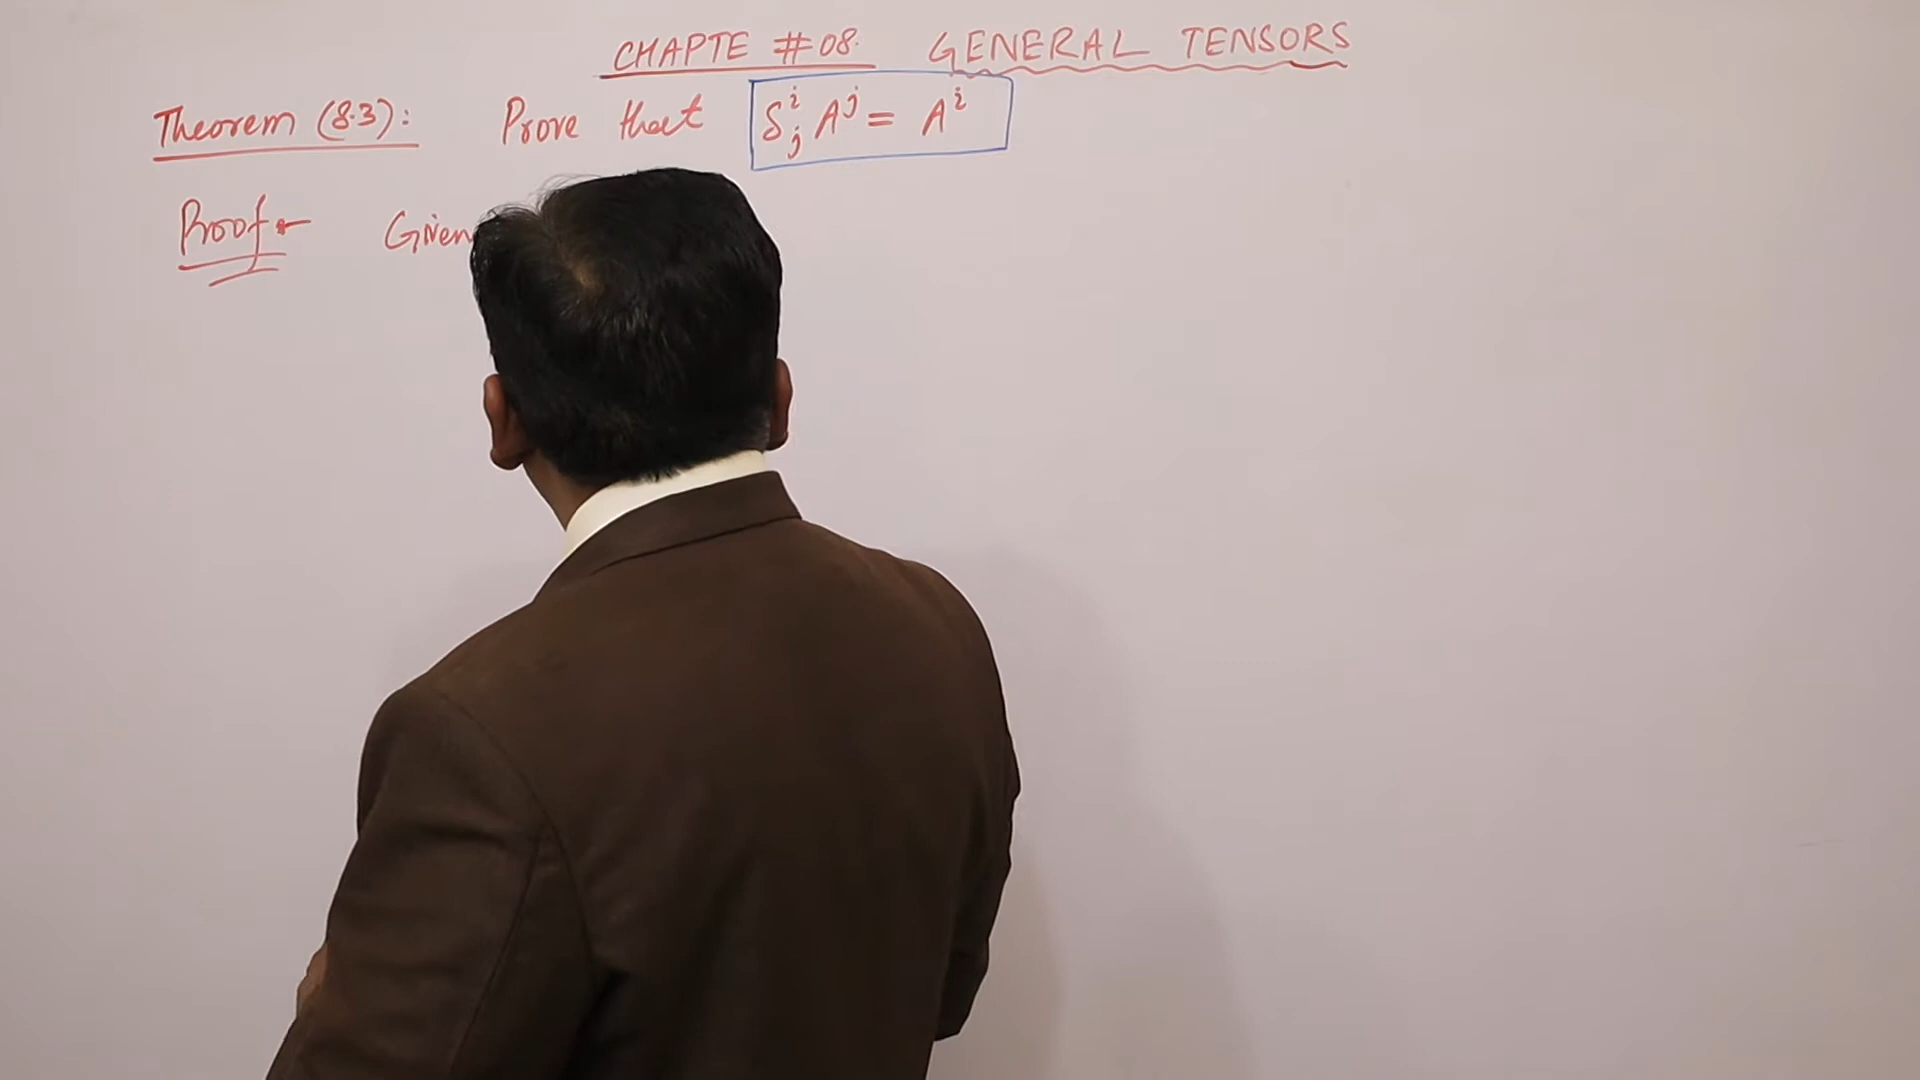 CHAPTE #08. GENERAL TENSORS
Theorem (8.3): Prove that δ^i_j A^j = A^i
Proof:- Given